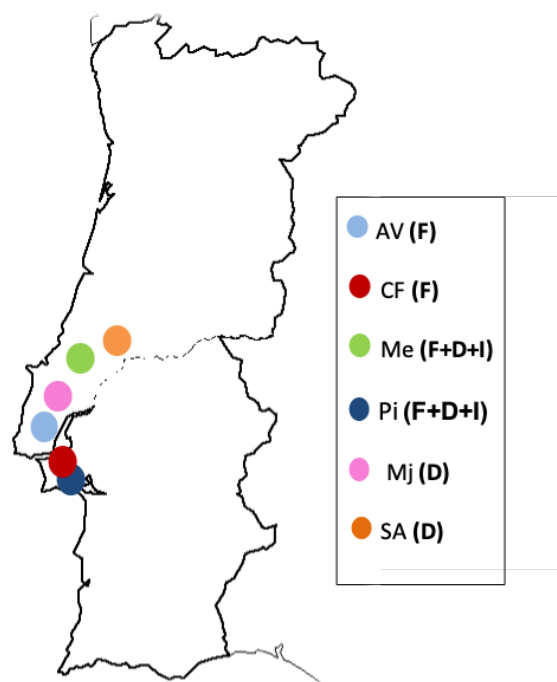 AV (F)
CF (F)
Me (F+D+I)
Pi (F+D+I)
Mj (D)
SA (D)